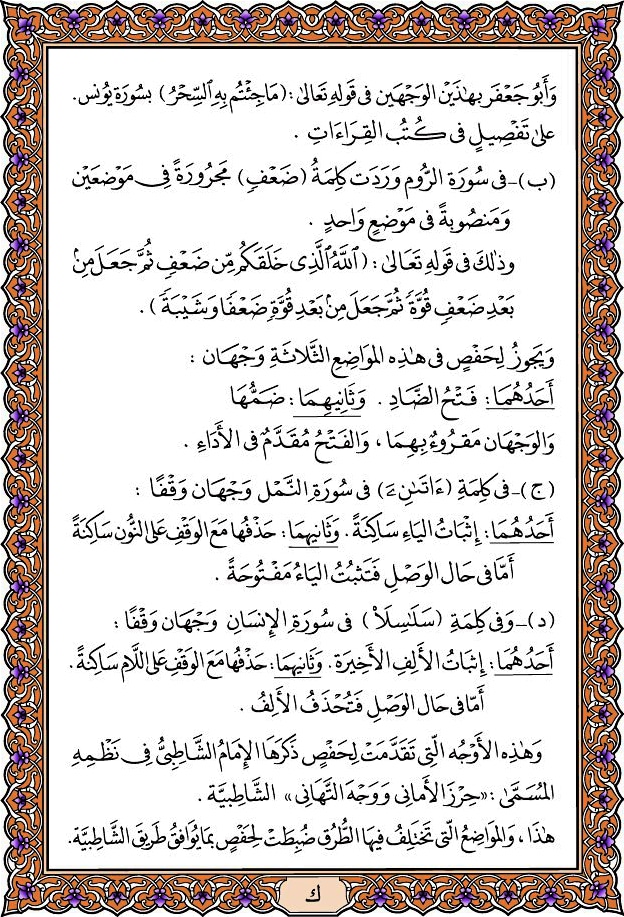 وَأَبُو جَعْفَرٍ بِهَٰذَيْنِ الْوَجْهَيْنِ فِى قَوْلِهِ تَعَالَىٰ: (مَا جِئْتُم بِهِ ٱلسِّحْرُ) بِسُورَةِ يُونُسَ.
عَلَىٰ تَفْصِيلٍ فِى كُتُبِ القِرَاءَاتِ .
(ب)ـ فِى سُورَةِ الرُّومِ وَرَدَت كَلِمَةُ (ضَعْفٍ) مَجْرُورَةً فِى مَوْضِعَيْنِ
وَمَنْصُوبَةً فِى مَوْضِعٍ وَاحِدٍ .
وَذٰلِكَ فِى قَوْلِهِ تَعَالَىٰ: (ٱللَّهُ ٱلَّذِى خَلَقَكُم مِّن ضَعْفٍ ثُمَّ جَعَلَ مِنۢ
بَعْدِ ضَعْفٍ قُوَّةً ثُمَّ جَعَلَ مِنۢ بَعْدِ قُوَّةٍ ضَعْفًا وَشَيْبَةً) .
وَيَجُوزُ لِحَفْصٍ فِى هَٰذِهِ المَوَاضِعِ الثَّلَاثَةِ وَجْهَانِ :
أَحَدُهُمَا: فَتْحُ الضَّادِ . وَثَانِيهِمَا: ضَمُّهَا
وَالوَجْهَانِ مَقْرُوءٌ بِهِمَا ، وَالفَتْحُ مُقَدَّمٌ فِى الأَدَاءِ .
(ج)ـ فِى كَلِمَةِ (ءَاتَىٰنِۦَ) فِى سُورَةِ النَّمْلِ وَجْهَانِ وَقْفًا :
أَحَدُهُمَا: إِثْبَاتُ اليَاءِ سَاكِنَةً . وَثَانِيهِمَا: حَذْفُهَا مَعَ الوَقْفِ عَلَى النُّونِ سَاكِنَةً
أَمَّا فِى حَالِ الوَصْلِ فَتَثْبُتُ اليَاءُ مَفْتُوحَةً .
(د)ـ وَفِى كَلِمَةِ (سَلَٰسِلَا۟) فِى سُورَةِ الإِنْسَانِ وَجْهَانِ وَقْفًا :
أَحَدُهُمَا: إِثْبَاتُ الأَلِفِ الأَخِيرَةِ . وَثَانِيهِمَا: حَذْفُهَا مَعَ الوَقْفِ عَلَى اللَّامِ سَاكِنَةً .
أَمَّا فِى حَالِ الوَصْلِ فَتُحْذَفُ الأَلِفُ .
وَهَٰذِهِ الأَوْجُهُ الَّتِى تَقَدَّمَتْ لِحَفْصٍ ذَكَرَهَا الإِمَامُ الشَّاطِبِىُّ فِى نَظْمِهِ
المُسَمَّىٰ: «حِرْزَ الأَمَانِى وَوَجْهَ التَّهَانِى» الشَّاطِبِيَّة .
هٰذَا ، وَالمَوَاضِعُ الَّتِى تَخْتَلِفُ فِيهَا الطُّرُقُ ضُبِطَتْ لِحَفْصٍ بِمَا يُوَافِقُ طَرِيقَ الشَّاطِبِيَّة .
ك